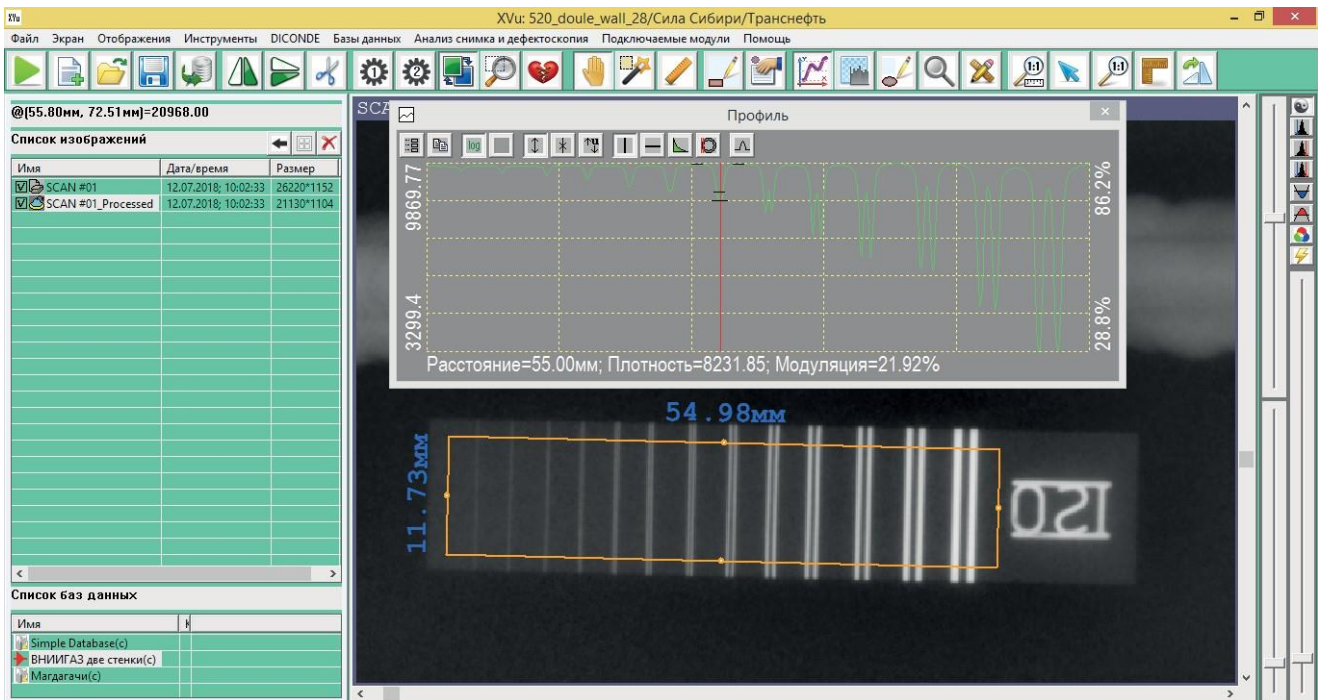 XVu
XVu: 520_doule_wall_28/Сила Сибири/Транснефть
Файл Экран Отображения Инструменты DICONDE Базы данных Анализ снимка и дефектоскопия Подключаемые модули Помощь
@(55.80мм, 72.51мм)=20968.00
Список изображений
Имя Дата/время Размер
SCAN #01 12.07.2018; 10:02:33 26220*1152
SCAN #01_Processed 12.07.2018; 10:02:33 21130*1104
Список баз данных
Имя
Simple Database(c)
ВНИИГАЗ две стенки(c)
Магдагачи(c)
SCA
Профиль
log
9869.77
86.2%
3299.4
28.8%
Расстояние=55.00мм; Плотность=8231.85; Модуляция=21.92%
54.98мм
11.73мм
ISO